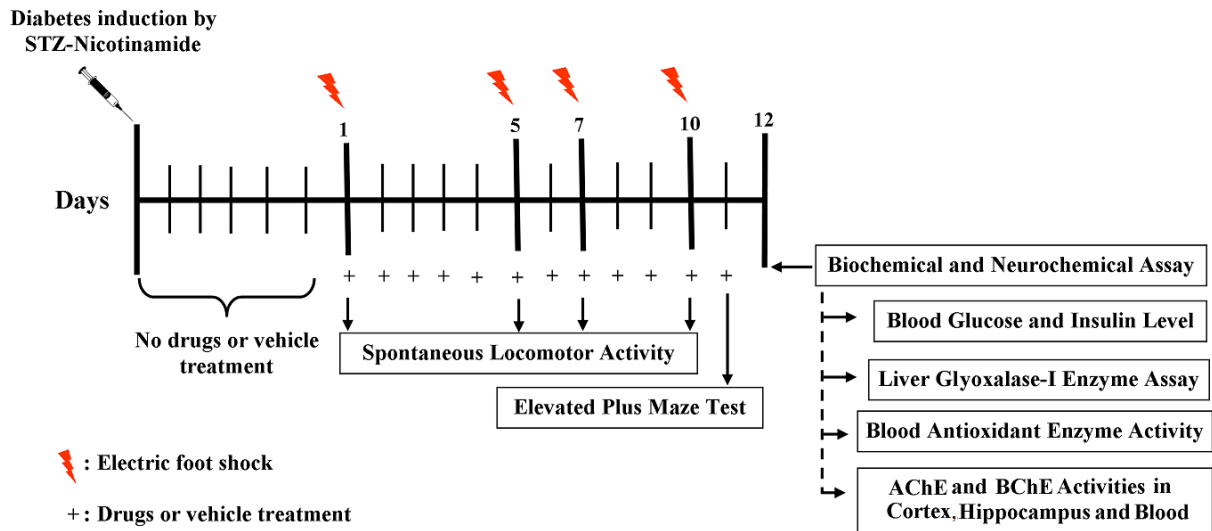 Diabetes induction by
STZ-Nicotinamide
1
5
7
10
12
Days
+ + + + + + + + + + + +
No drugs or vehicle
treatment
Spontaneous Locomotor Activity
Elevated Plus Maze Test
Biochemical and Neurochemical Assay
Blood Glucose and Insulin Level
Liver Glyoxalase-I Enzyme Assay
Blood Antioxidant Enzyme Activity
AChE and BChE Activities in
Cortex, Hippocampus and Blood
: Electric foot shock
+ : Drugs or vehicle treatment